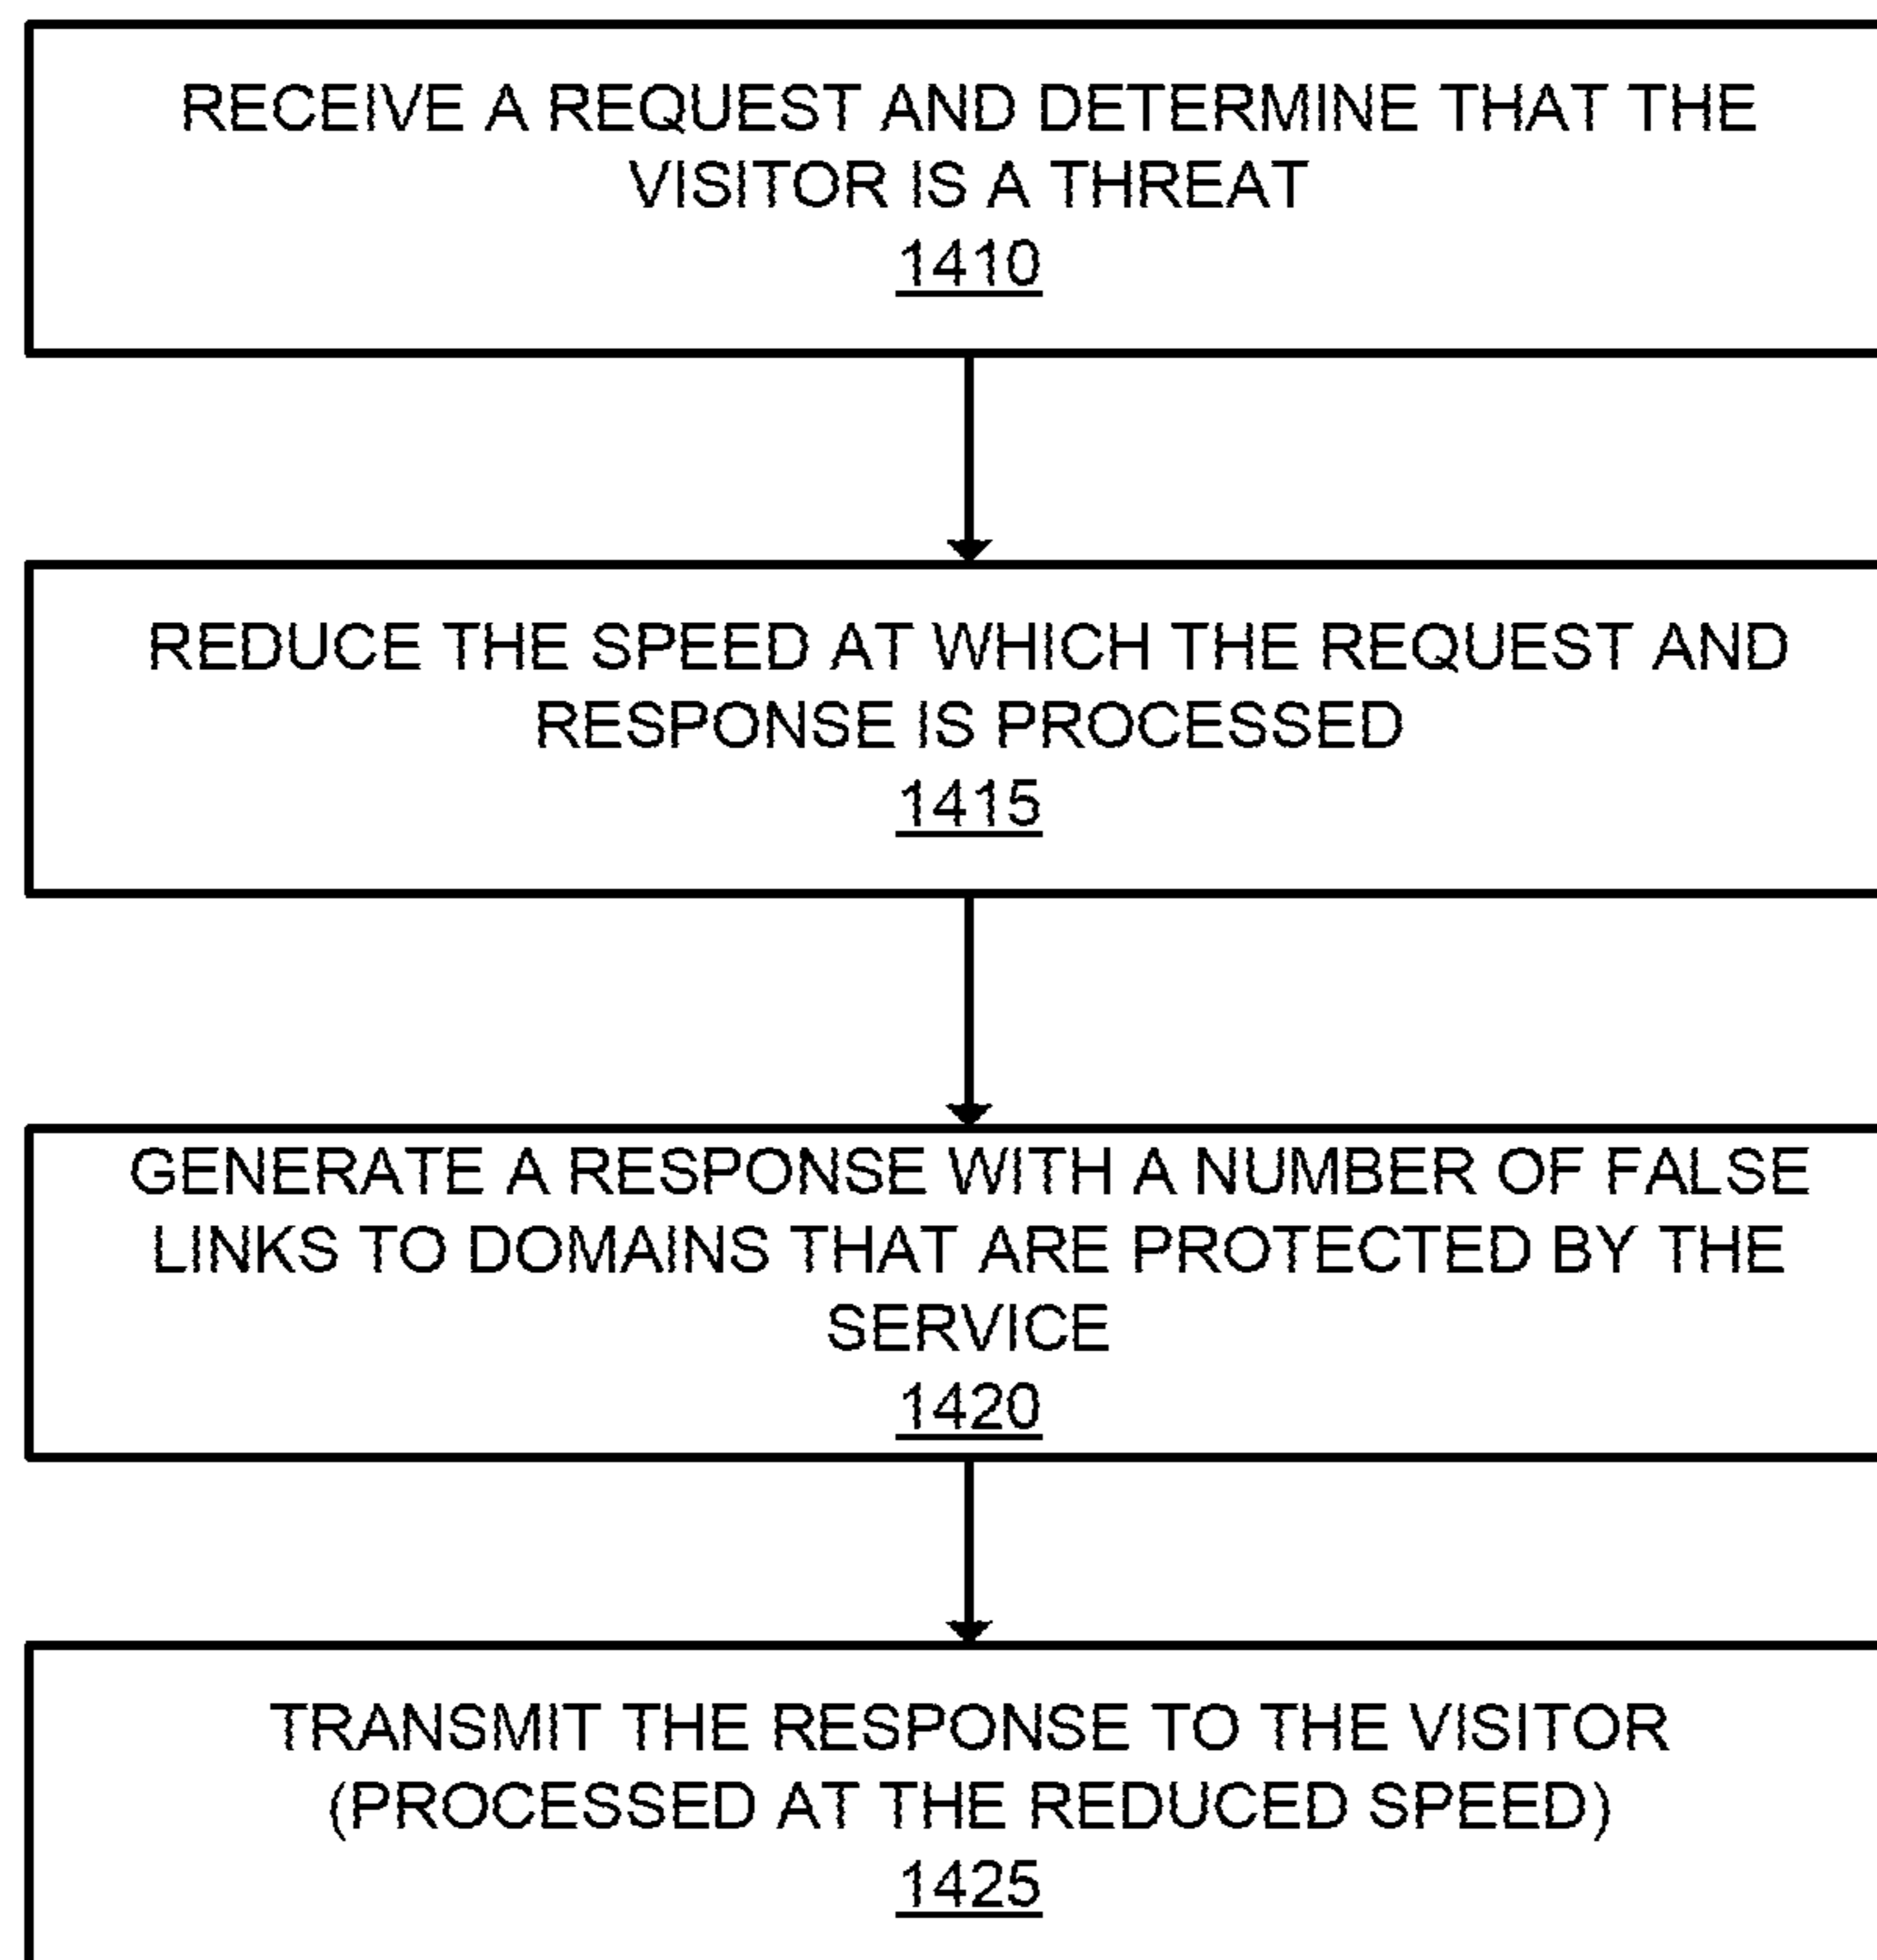 RECEIVE A REQUEST AND DETERMINE THAT THE
VISITOR IS A THREAT
1410
REDUCE THE SPEED AT WHICH THE REQUEST AND
RESPONSE IS PROCESSED
1415
GENERATE A RESPONSE WITH A NUMBER OF FALSE
LINKS TO DOMAINS THAT ARE PROTECTED BY THE
SERVICE
1420
TRANSMIT THE RESPONSE TO THE VISITOR
(PROCESSED AT THE REDUCED SPEED)
1425